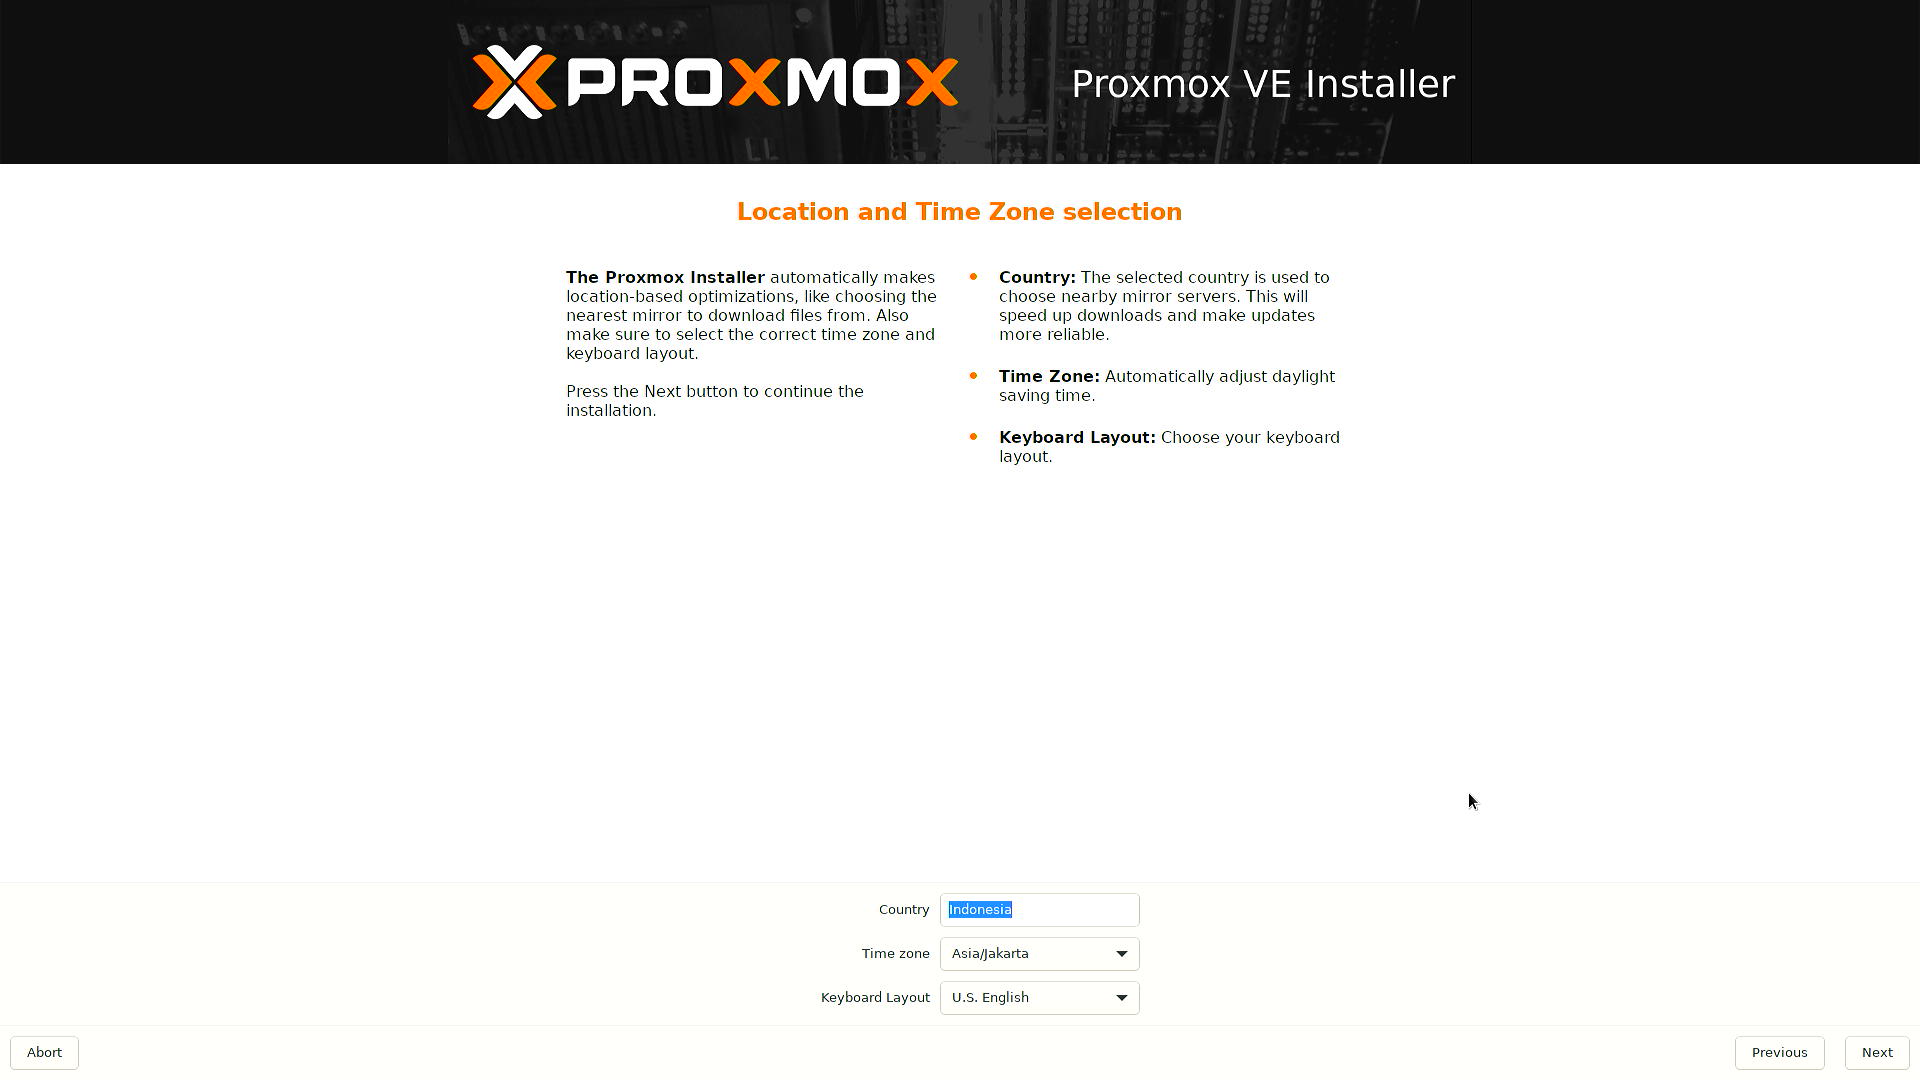 PROXMOX
Proxmox VE Installer
Location and Time Zone selection
The Proxmox Installer automatically makes
location-based optimizations, like choosing the
nearest mirror to download files from. Also
make sure to select the correct time zone and
keyboard layout.
Press the Next button to continue the
installation.
Country: The selected country is used to
choose nearby mirror servers. This will
speed up downloads and make updates
more reliable.
Time Zone: Automatically adjust daylight
saving time.
Keyboard Layout: Choose your keyboard
layout.
Country Indonesia
Time zone Asia/Jakarta
Keyboard Layout U.S. English
Abort Previous Next